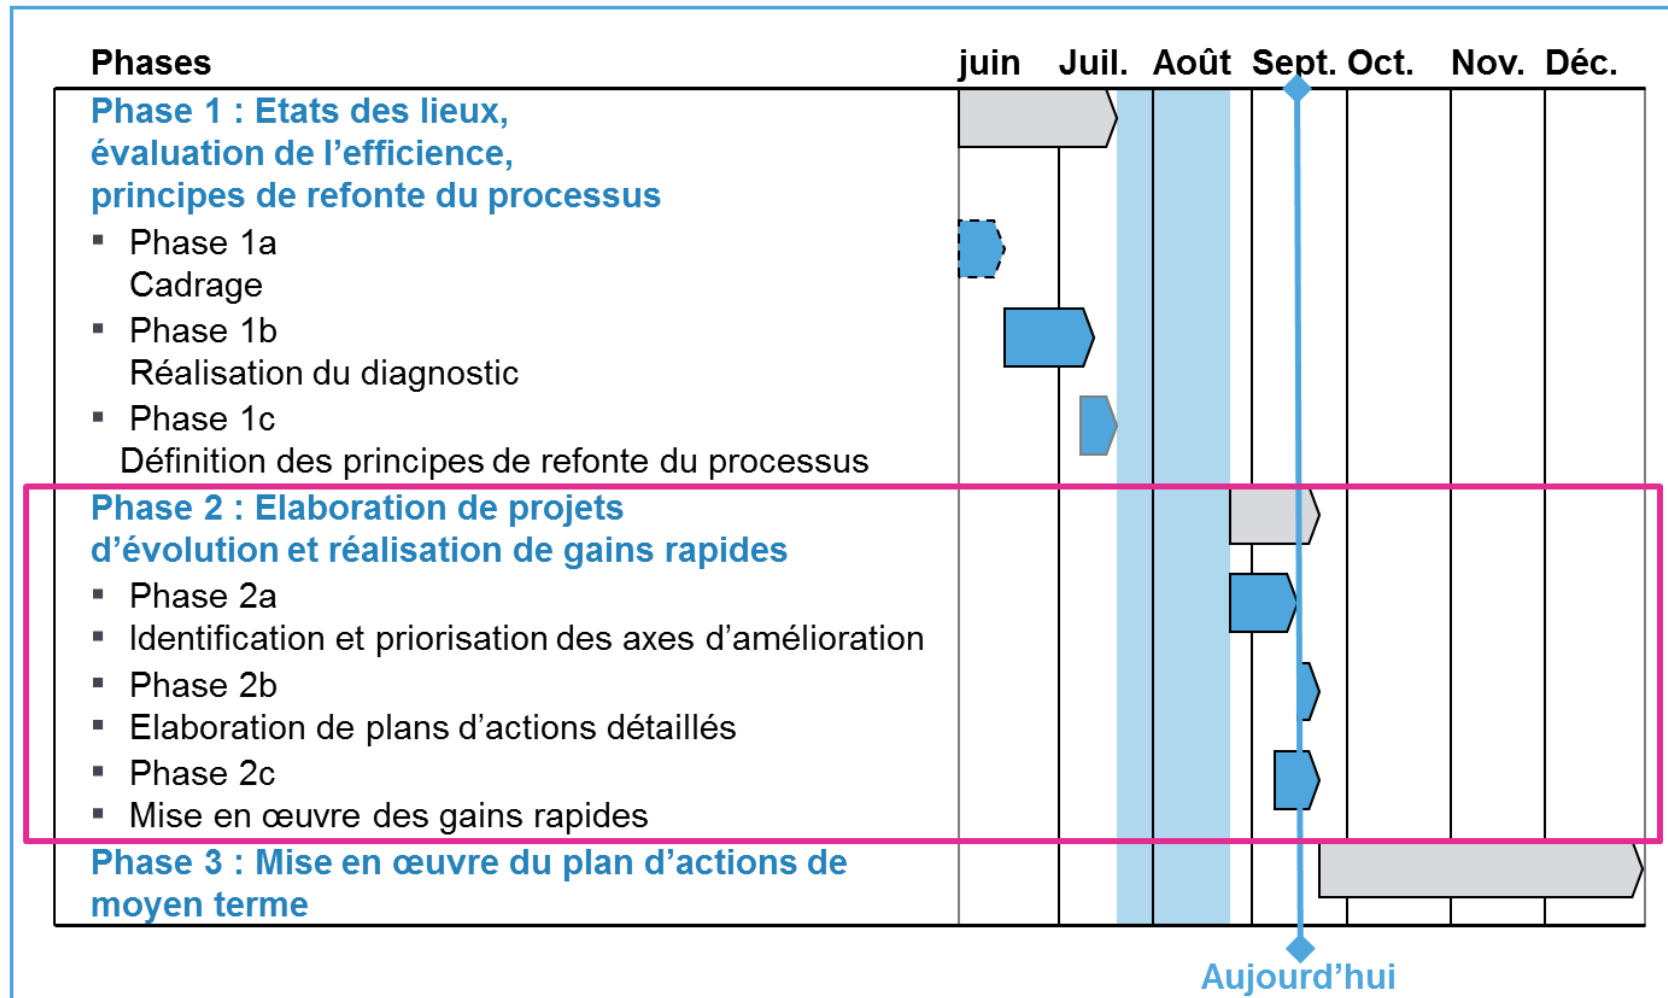 Phases juin Juil. Août Sept. Oct. Nov. Déc.
Phase 1 : Etats des lieux,
évaluation de l'efficience,
principes de refonte du processus
▪ Phase 1a
Cadrage
▪ Phase 1b
Réalisation du diagnostic
▪ Phase 1c
Définition des principes de refonte du processus
Phase 2 : Elaboration de projets
d'évolution et réalisation de gains rapides
▪ Phase 2a
▪ Identification et priorisation des axes d'amélioration
▪ Phase 2b
▪ Elaboration de plans d'actions détaillés
▪ Phase 2c
▪ Mise en œuvre des gains rapides
Phase 3 : Mise en œuvre du plan d'actions de
moyen terme
Aujourd'hui